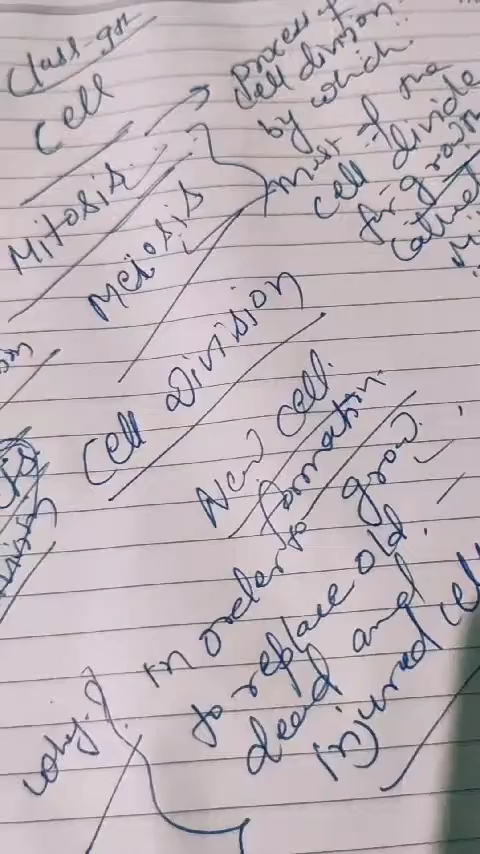 Class-9th
Cell
Mitosis
Meiosis
Process of
cell division
by which
most of the
cell divide
for growth
Cell Division
New Cell
formation.
Why?
In order to grow.
to replace old
dead and
injured